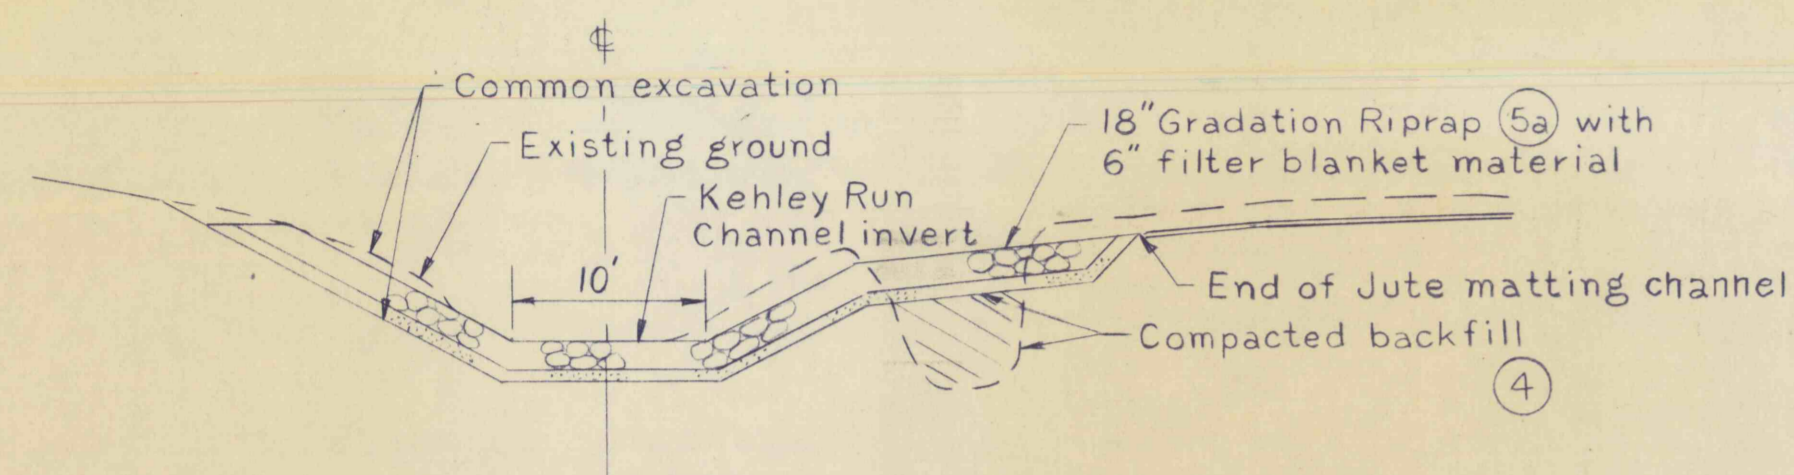 ℄
Common excavation
Existing ground
Kehley Run
Channel invert
10'
18" Gradation Riprap 5a with
6" filter blanket material
End of Jute matting channel
Compacted backfill
4